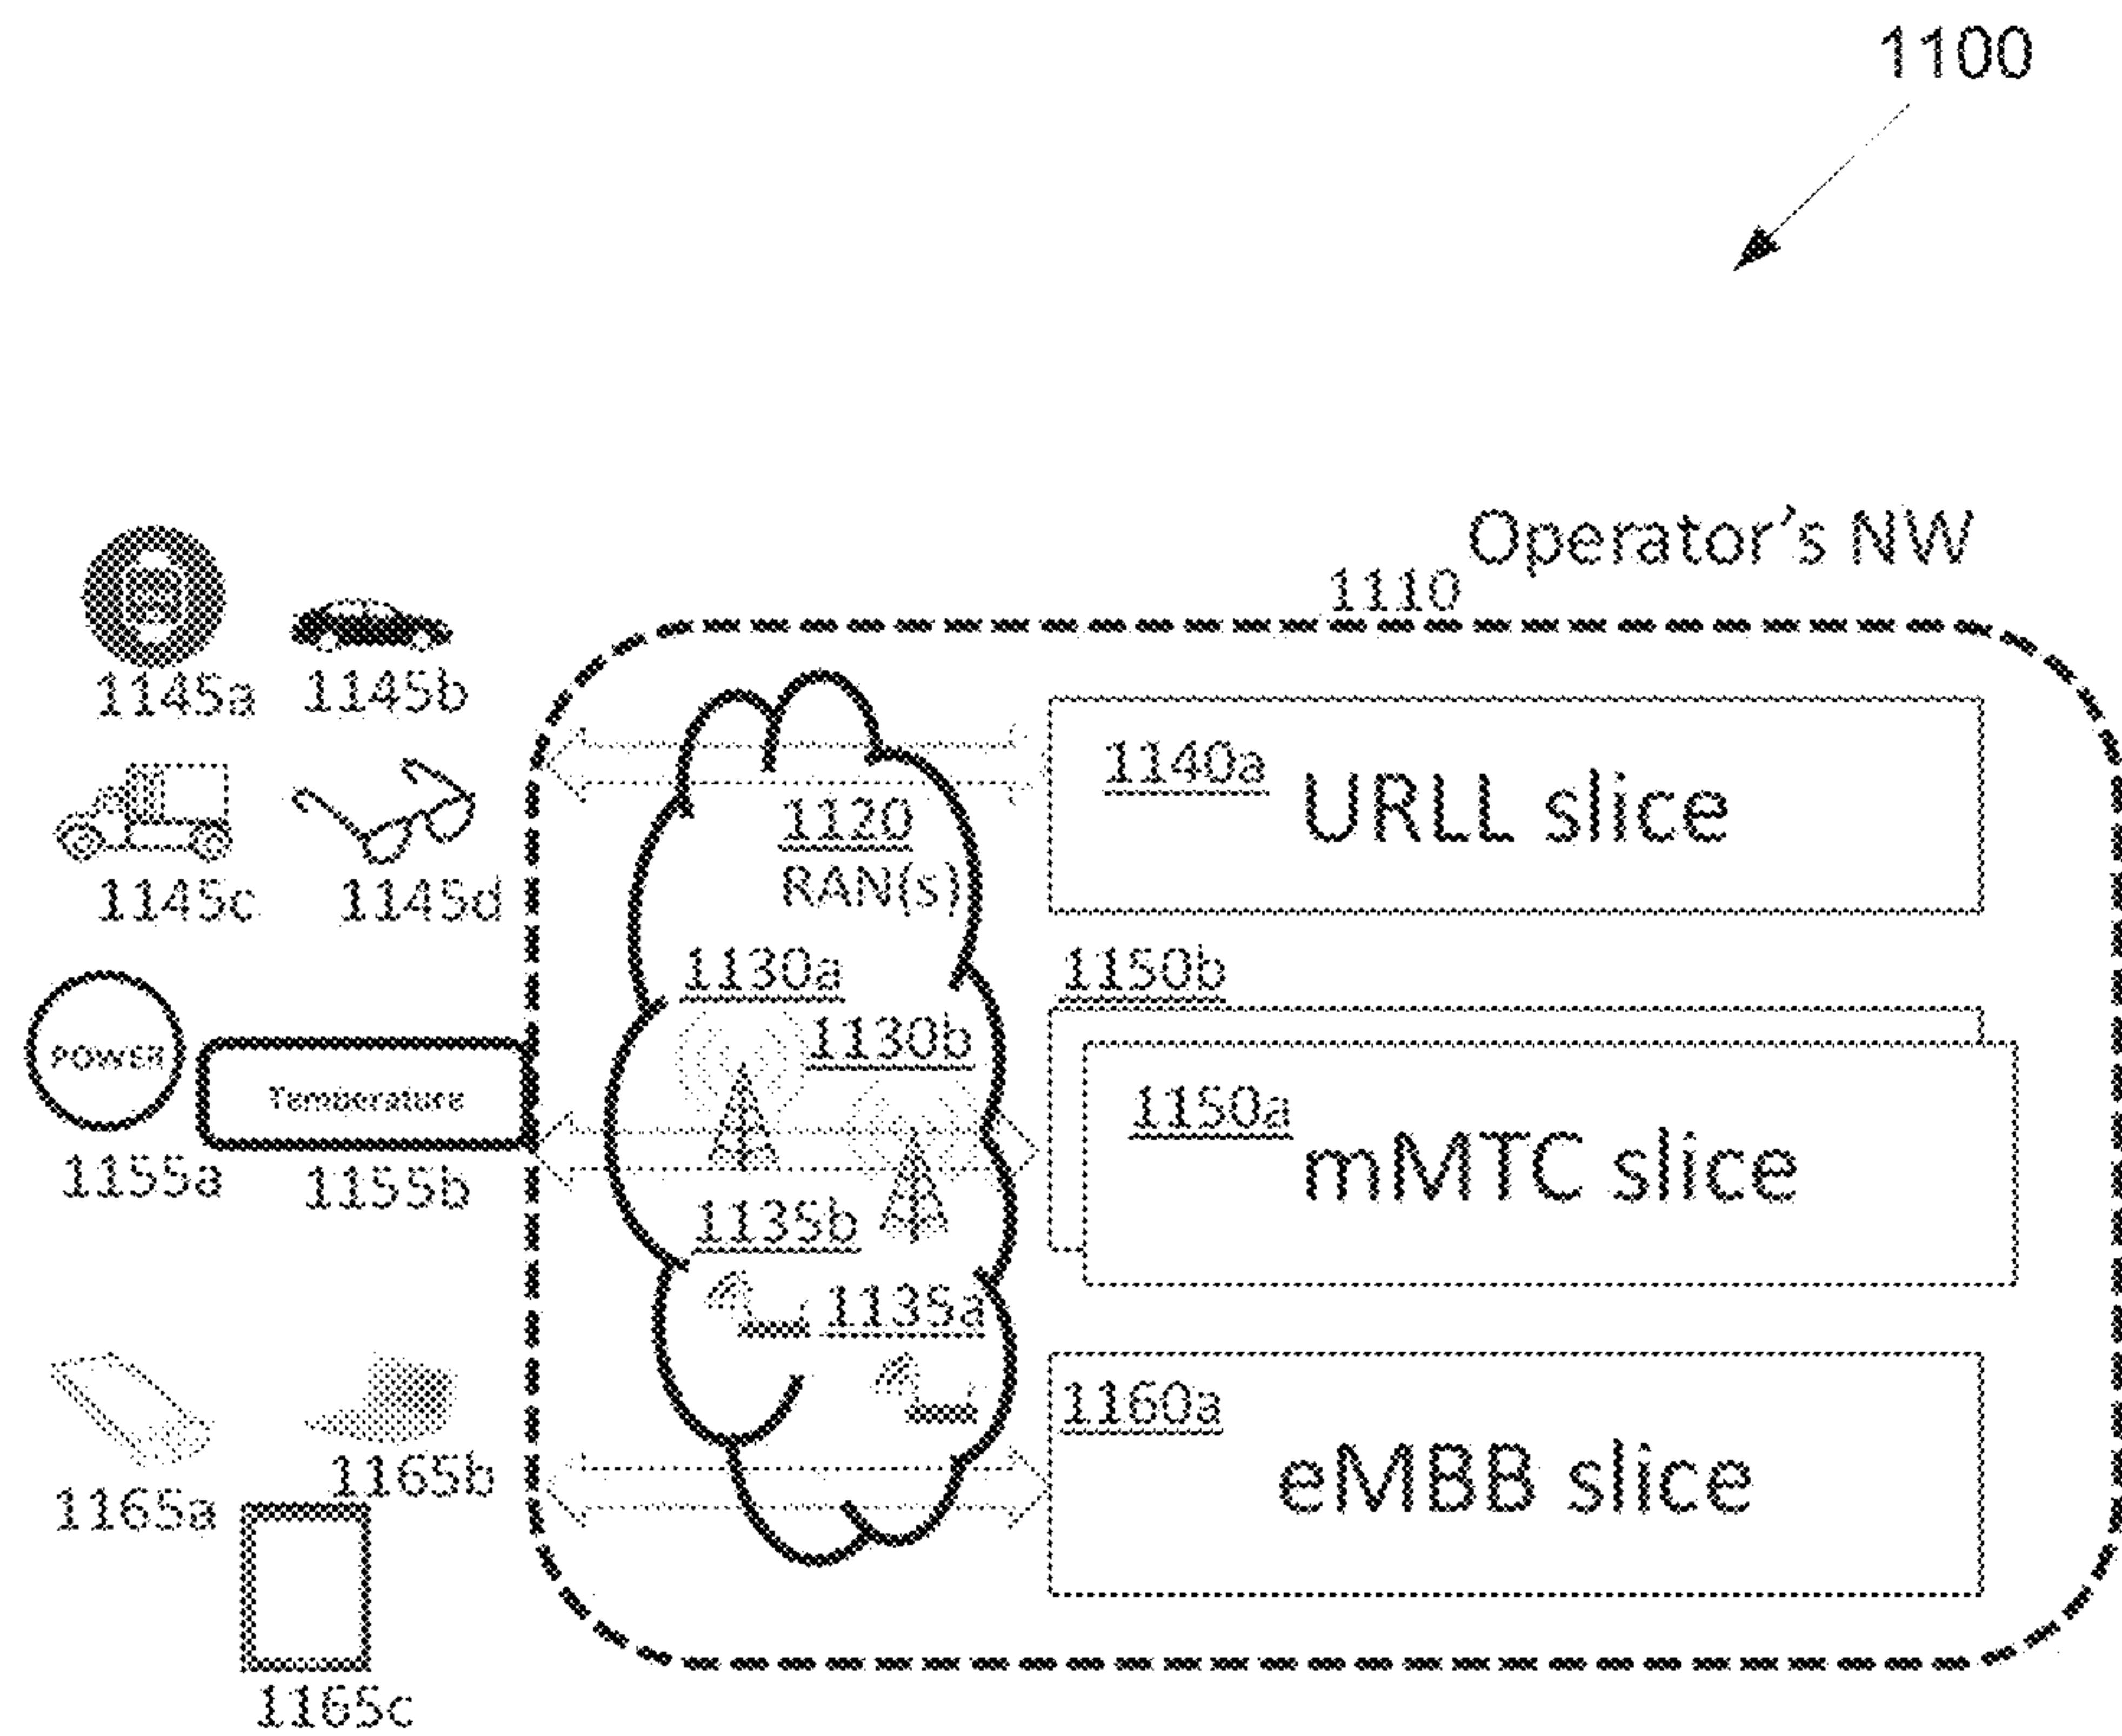 1100
Operator's NW
1110
1145a
1145b
1140a
URLL slice
1120
RAN(s)
1145c
1145d
1130a
1150b
1130b
POWER
Temperature
1150a
mMTC slice
1155a
1155b
1135b
1135a
1160a
eMBB slice
1165a
1165b
1165c